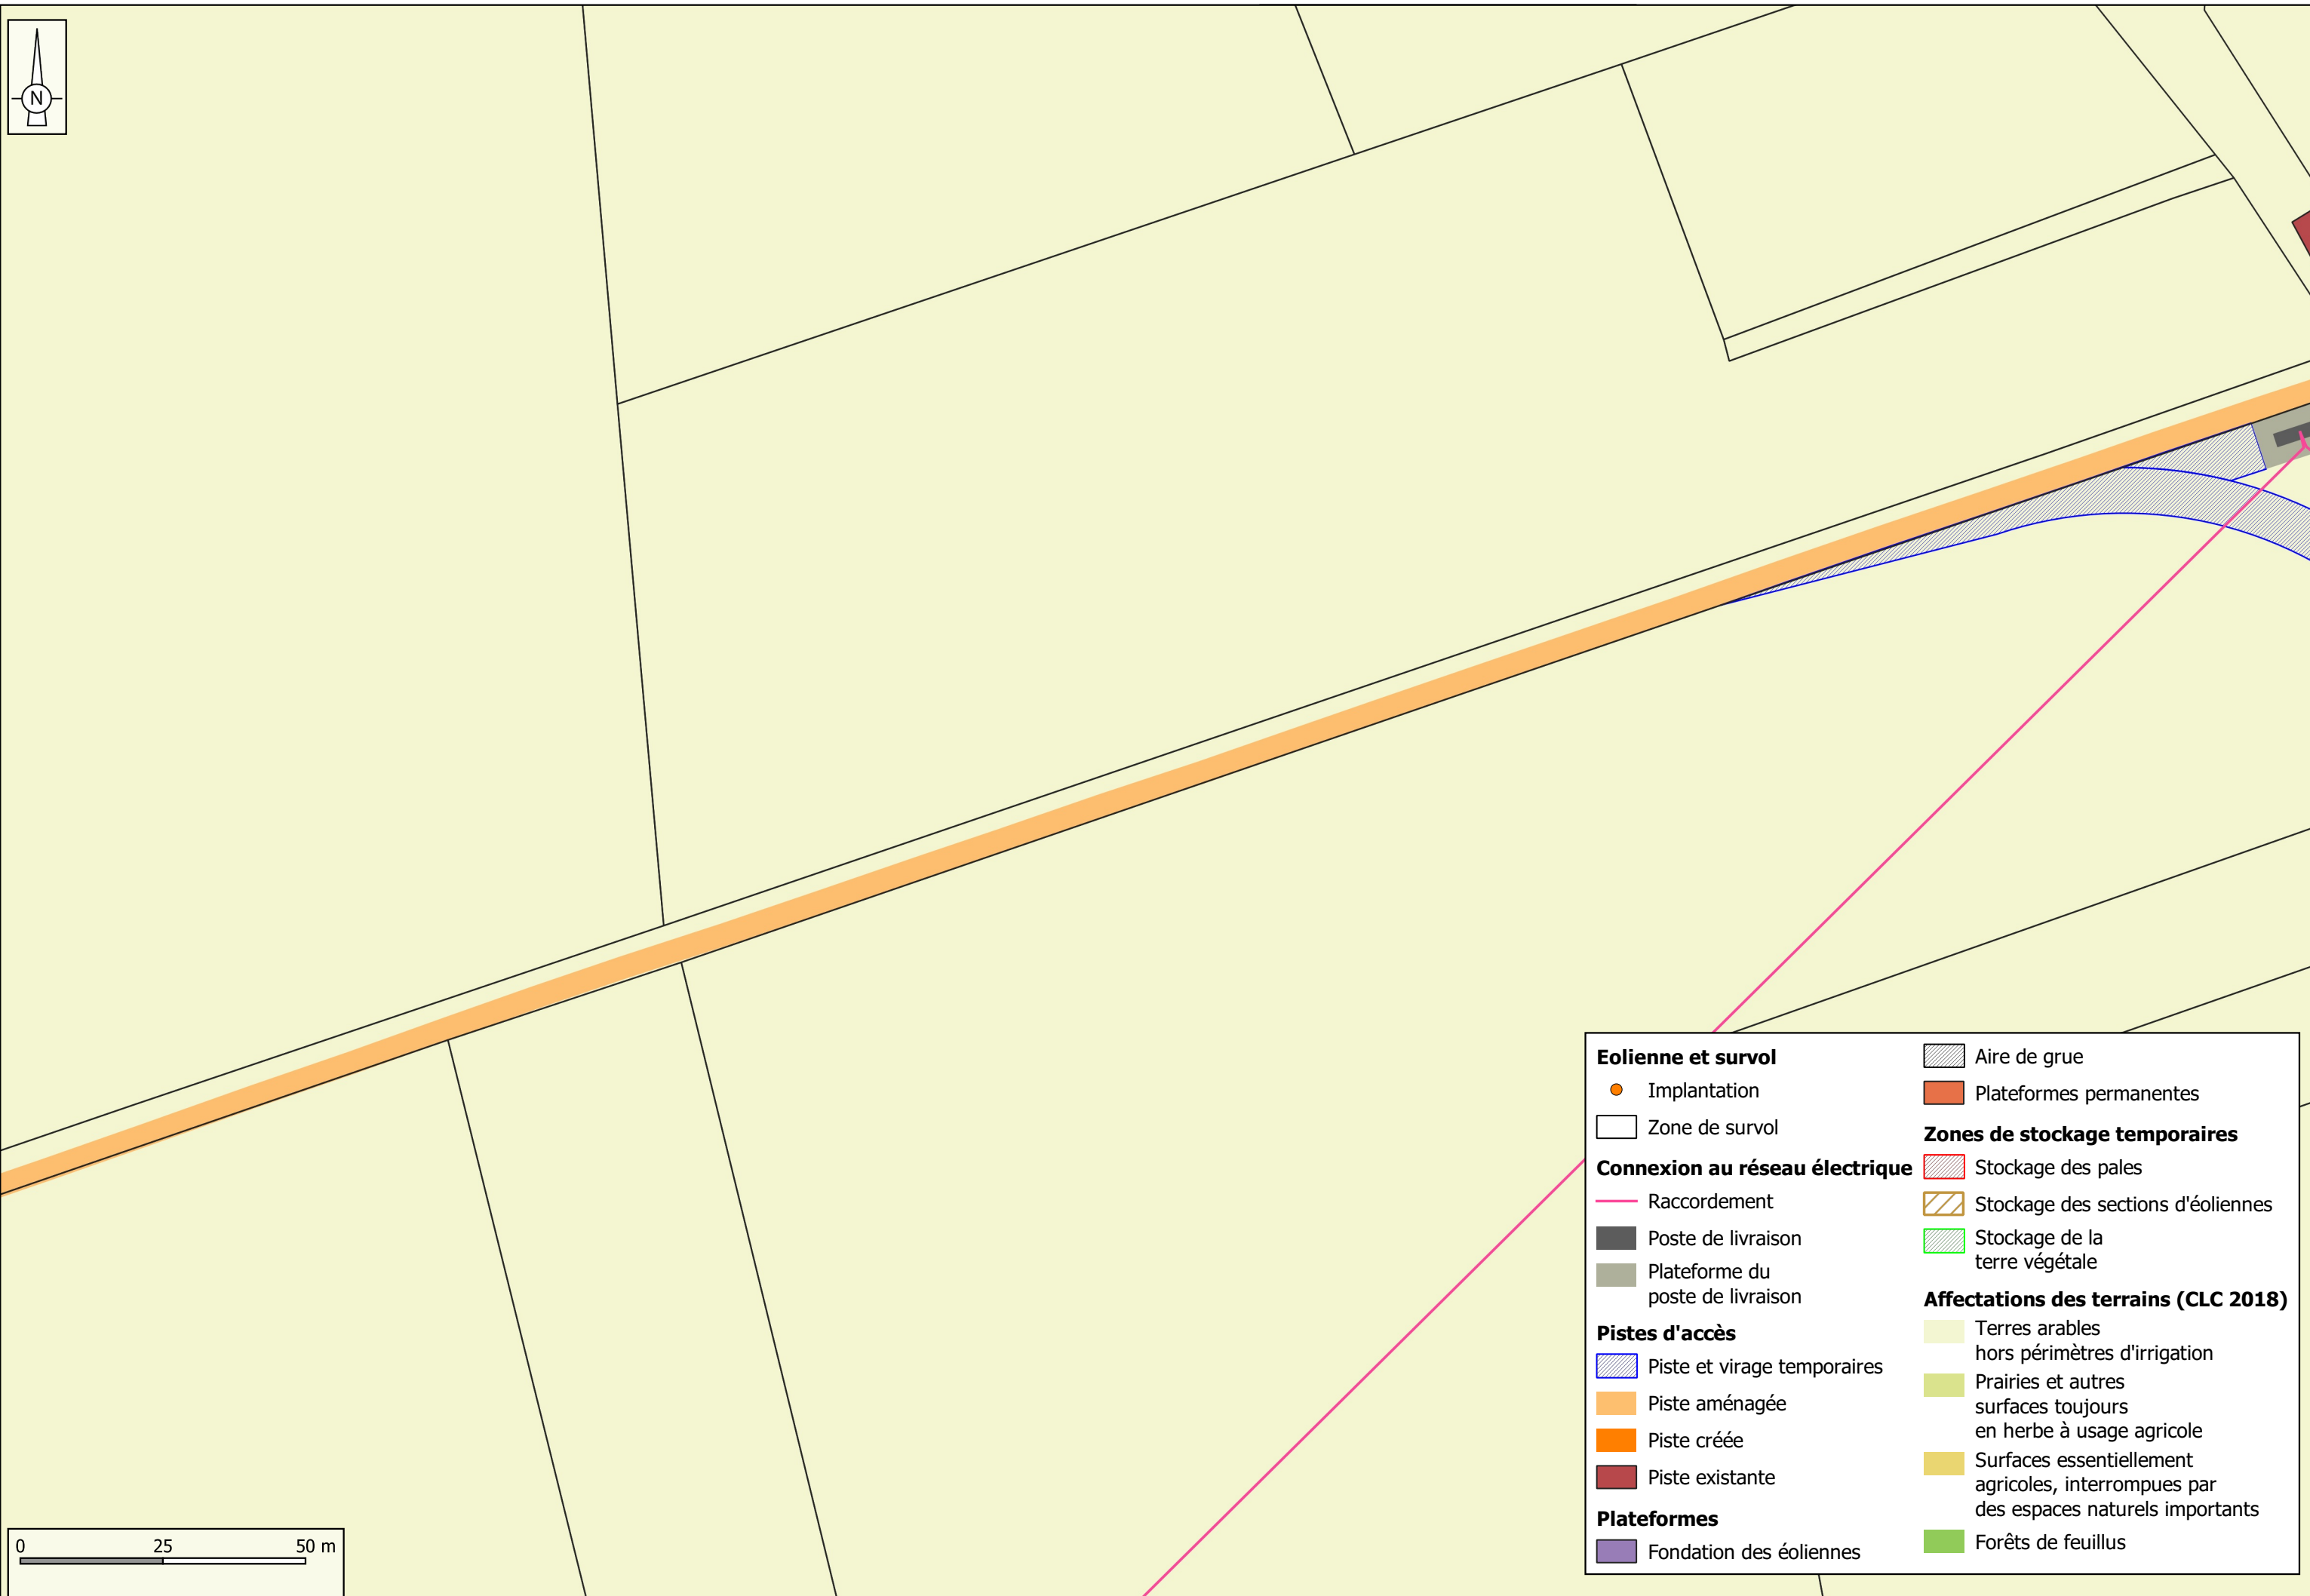 N
Eolienne et survol
Implantation
Zone de survol
Connexion au réseau électrique
Raccordement
Poste de livraison
Plateforme du
poste de livraison
Pistes d'accès
Piste et virage temporaires
Piste aménagée
Piste créée
Piste existante
Plateformes
Fondation des éoliennes
Aire de grue
Plateformes permanentes
Zones de stockage temporaires
Stockage des pales
Stockage des sections d'éoliennes
Stockage de la
terre végétale
Affectations des terrains (CLC 2018)
Terres arables
hors périmètres d'irrigation
Prairies et autres
surfaces toujours
en herbe à usage agricole
Surfaces essentiellement
agricoles, interrompues par
des espaces naturels importants
Forêts de feuillus
0 25 50 m